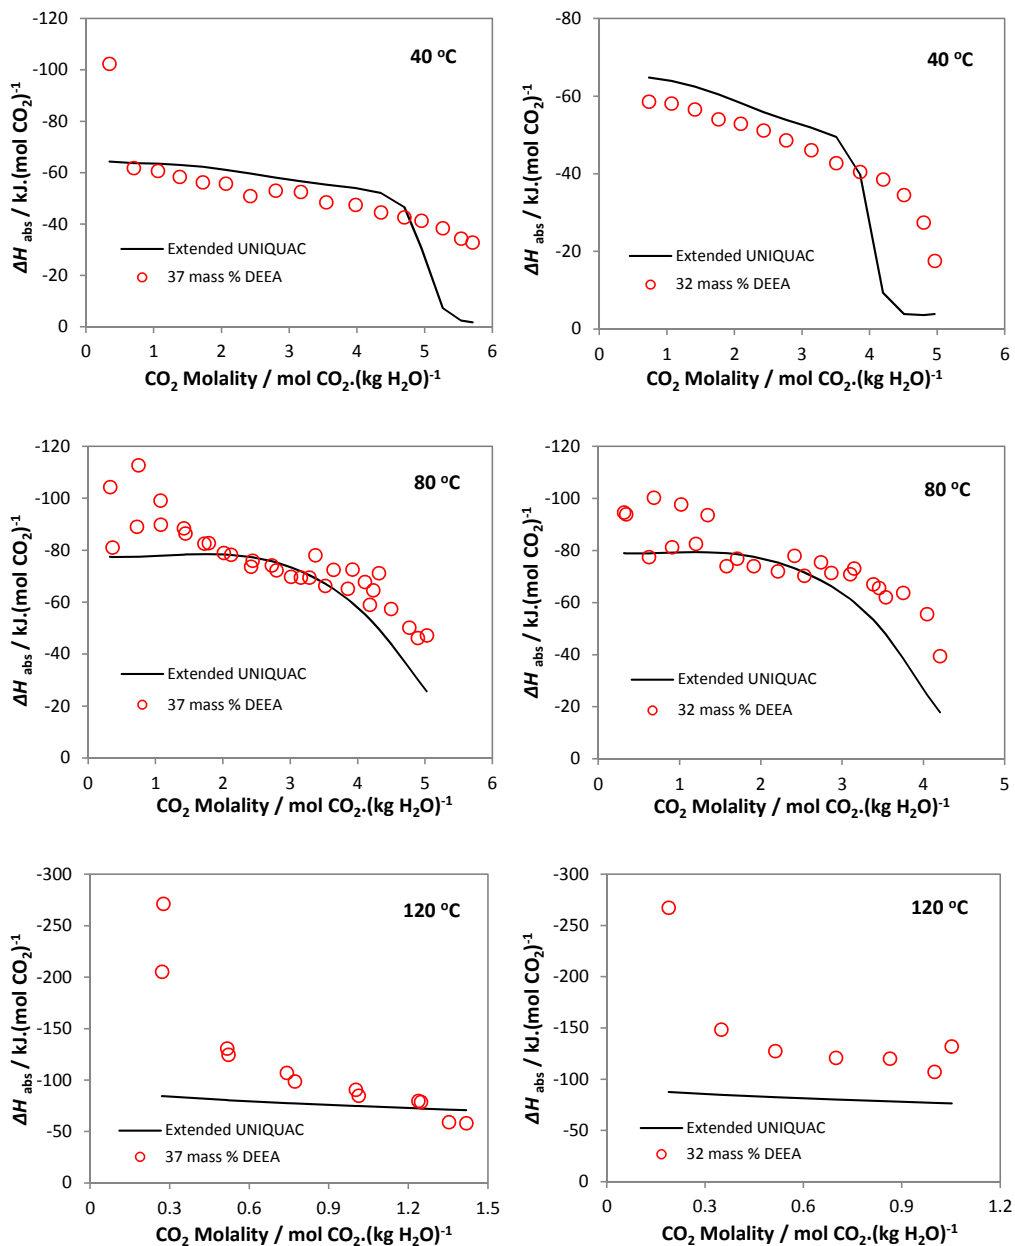 -120
-100
-80
-60
-40
-20
0
0 1 2 3 4 5 6
40 °C
ΔH abs / kJ.(mol CO2)-1
Extended UNIQUAC
37 mass % DEEA
CO2 Molality / mol CO2.(kg H2O)-1
-80
-60
-40
-20
0
0 1 2 3 4 5 6
40 °C
ΔH abs / kJ.(mol CO2)-1
Extended UNIQUAC
32 mass % DEEA
CO2 Molality / mol CO2.(kg H2O)-1
-120
-100
-80
-60
-40
-20
0
0 1 2 3 4 5 6
80 °C
ΔH abs / kJ.(mol CO2)-1
Extended UNIQUAC
37 mass % DEEA
CO2 Molality / mol CO2.(kg H2O)-1
-120
-100
-80
-60
-40
-20
0
0 1 2 3 4 5
80 °C
ΔH abs / kJ.(mol CO2)-1
Extended UNIQUAC
32 mass % DEEA
CO2 Molality / mol CO2.(kg H2O)-1
-300
-250
-200
-150
-100
-50
0
0 0.3 0.6 0.9 1.2 1.5
120 °C
ΔH abs / kJ.(mol CO2)-1
Extended UNIQUAC
37 mass % DEEA
CO2 Molality / mol CO2.(kg H2O)-1
-300
-250
-200
-150
-100
-50
0
0 0.3 0.6 0.9 1.2
120 °C
ΔH abs / kJ.(mol CO2)-1
Extended UNIQUAC
32 mass % DEEA
CO2 Molality / mol CO2.(kg H2O)-1